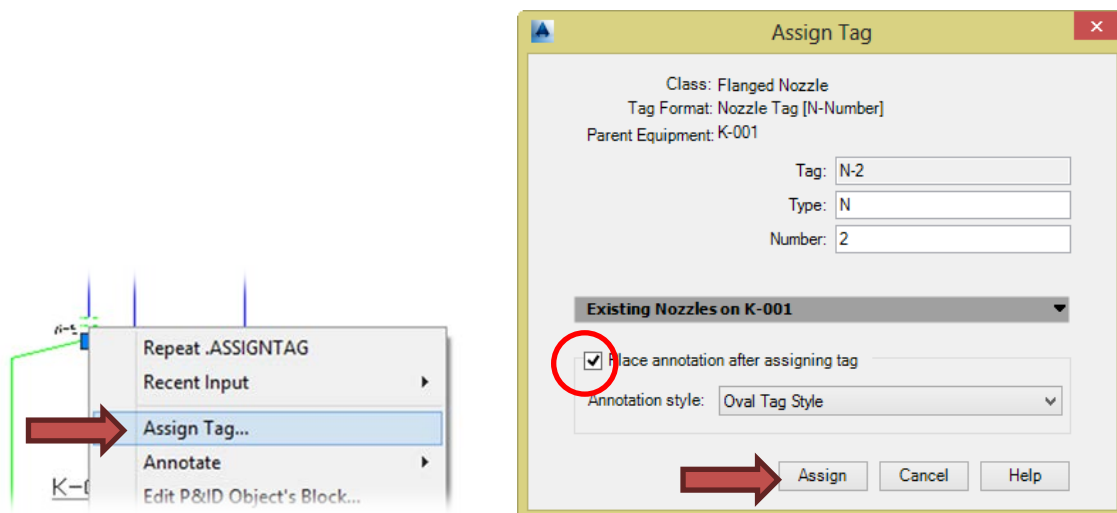 Repeat .ASSIGNTAG
Recent Input
Assign Tag...
Annotate
Edit P&ID Object's Block...
Assign Tag
Class: Flanged Nozzle
Tag Format: Nozzle Tag [N-Number]
Parent Equipment: K-001
Tag: N-2
Type: N
Number: 2
Existing Nozzles on K-001
Place annotation after assigning tag
Annotation style: Oval Tag Style
Assign Cancel Help